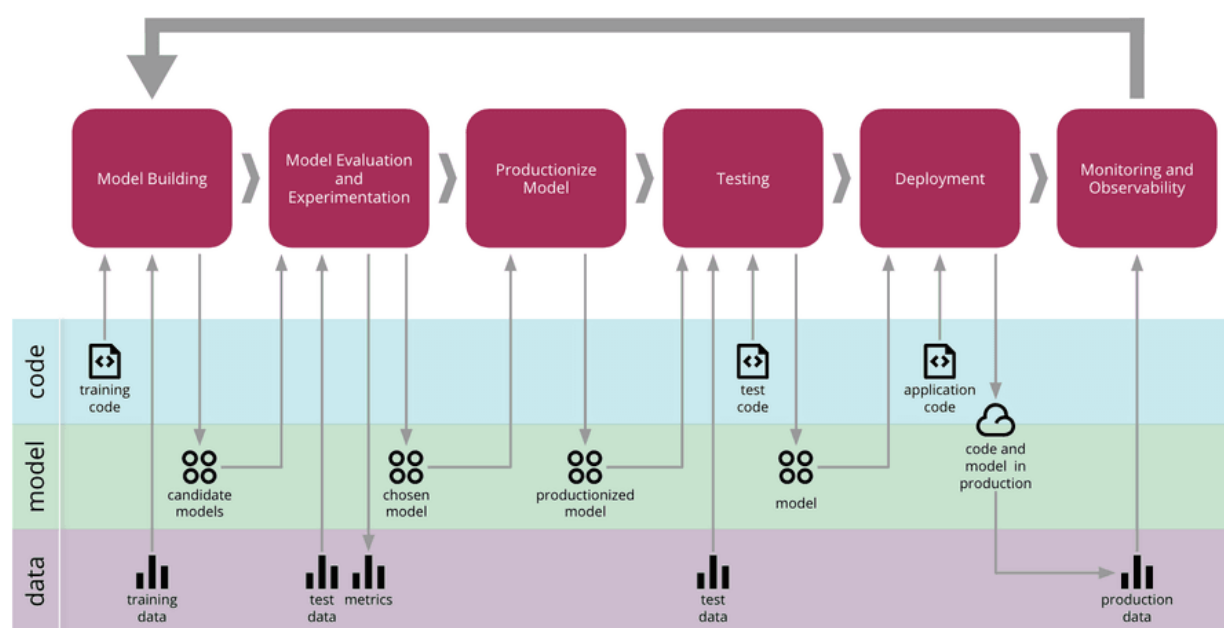 Model Building
Model Evaluation
and
Experimentation
Productionize
Model
Testing
Deployment
Monitoring and
Observability
code
training
code
test
code
application
code
model
candidate
models
chosen
model
productionized
model
model
code and
model in
production
data
training
data
test
data
metrics
test
data
production
data